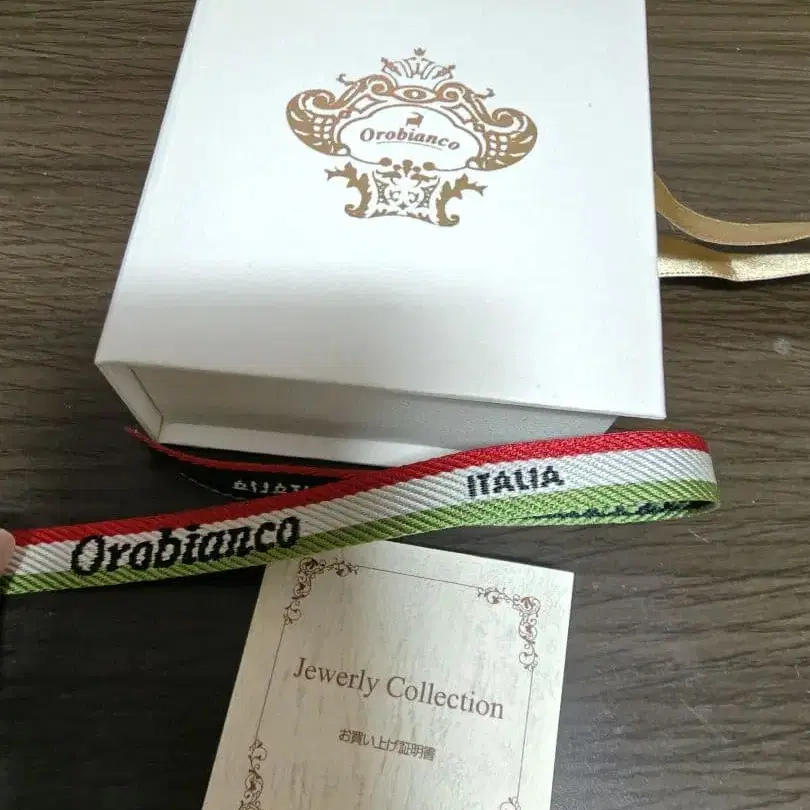 Orobianco
ITALIA
Orobianco
Jewerly Collection
お買い上げ証明書